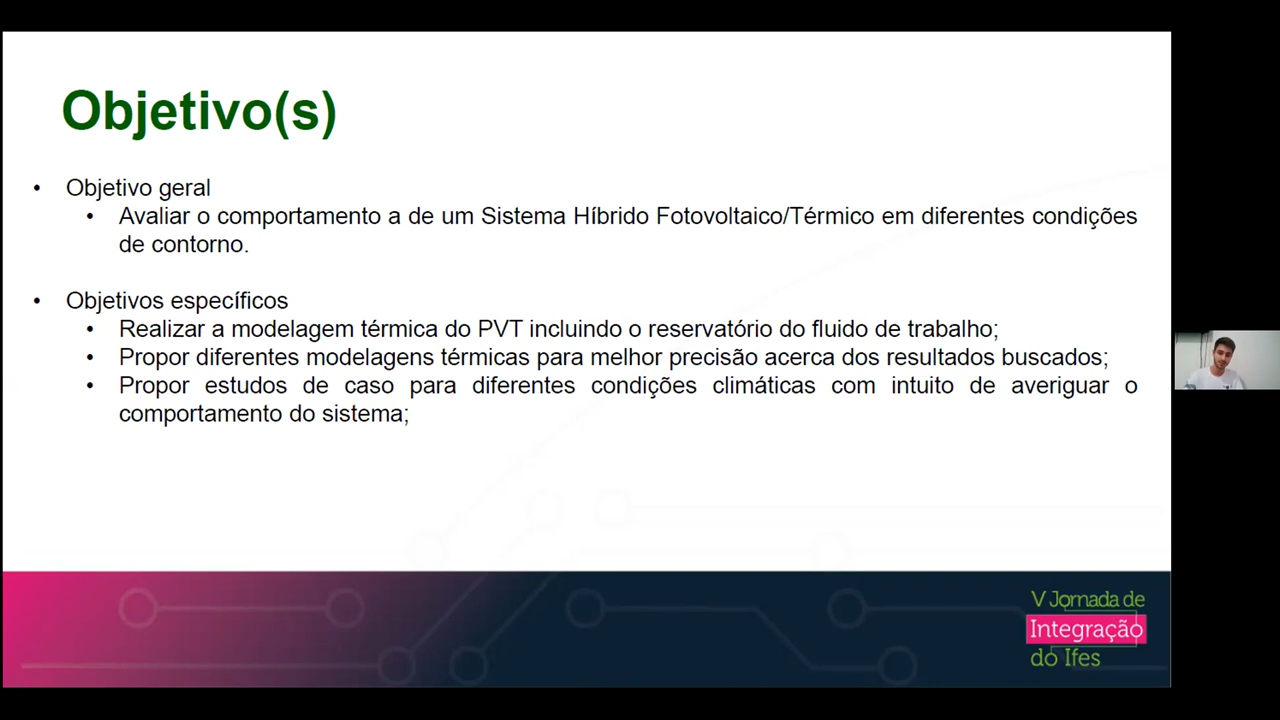 Objetivo(s)
• Objetivo geral
• Avaliar o comportamento a de um Sistema Híbrido Fotovoltaico/Térmico em diferentes condições
de contorno.
• Objetivos específicos
• Realizar a modelagem térmica do PVT incluindo o reservatório do fluido de trabalho;
• Propor diferentes modelagens térmicas para melhor precisão acerca dos resultados buscados;
• Propor estudos de caso para diferentes condições climáticas com intuito de averiguar o
comportamento do sistema;
V Jornada de
Integração
do Ifes